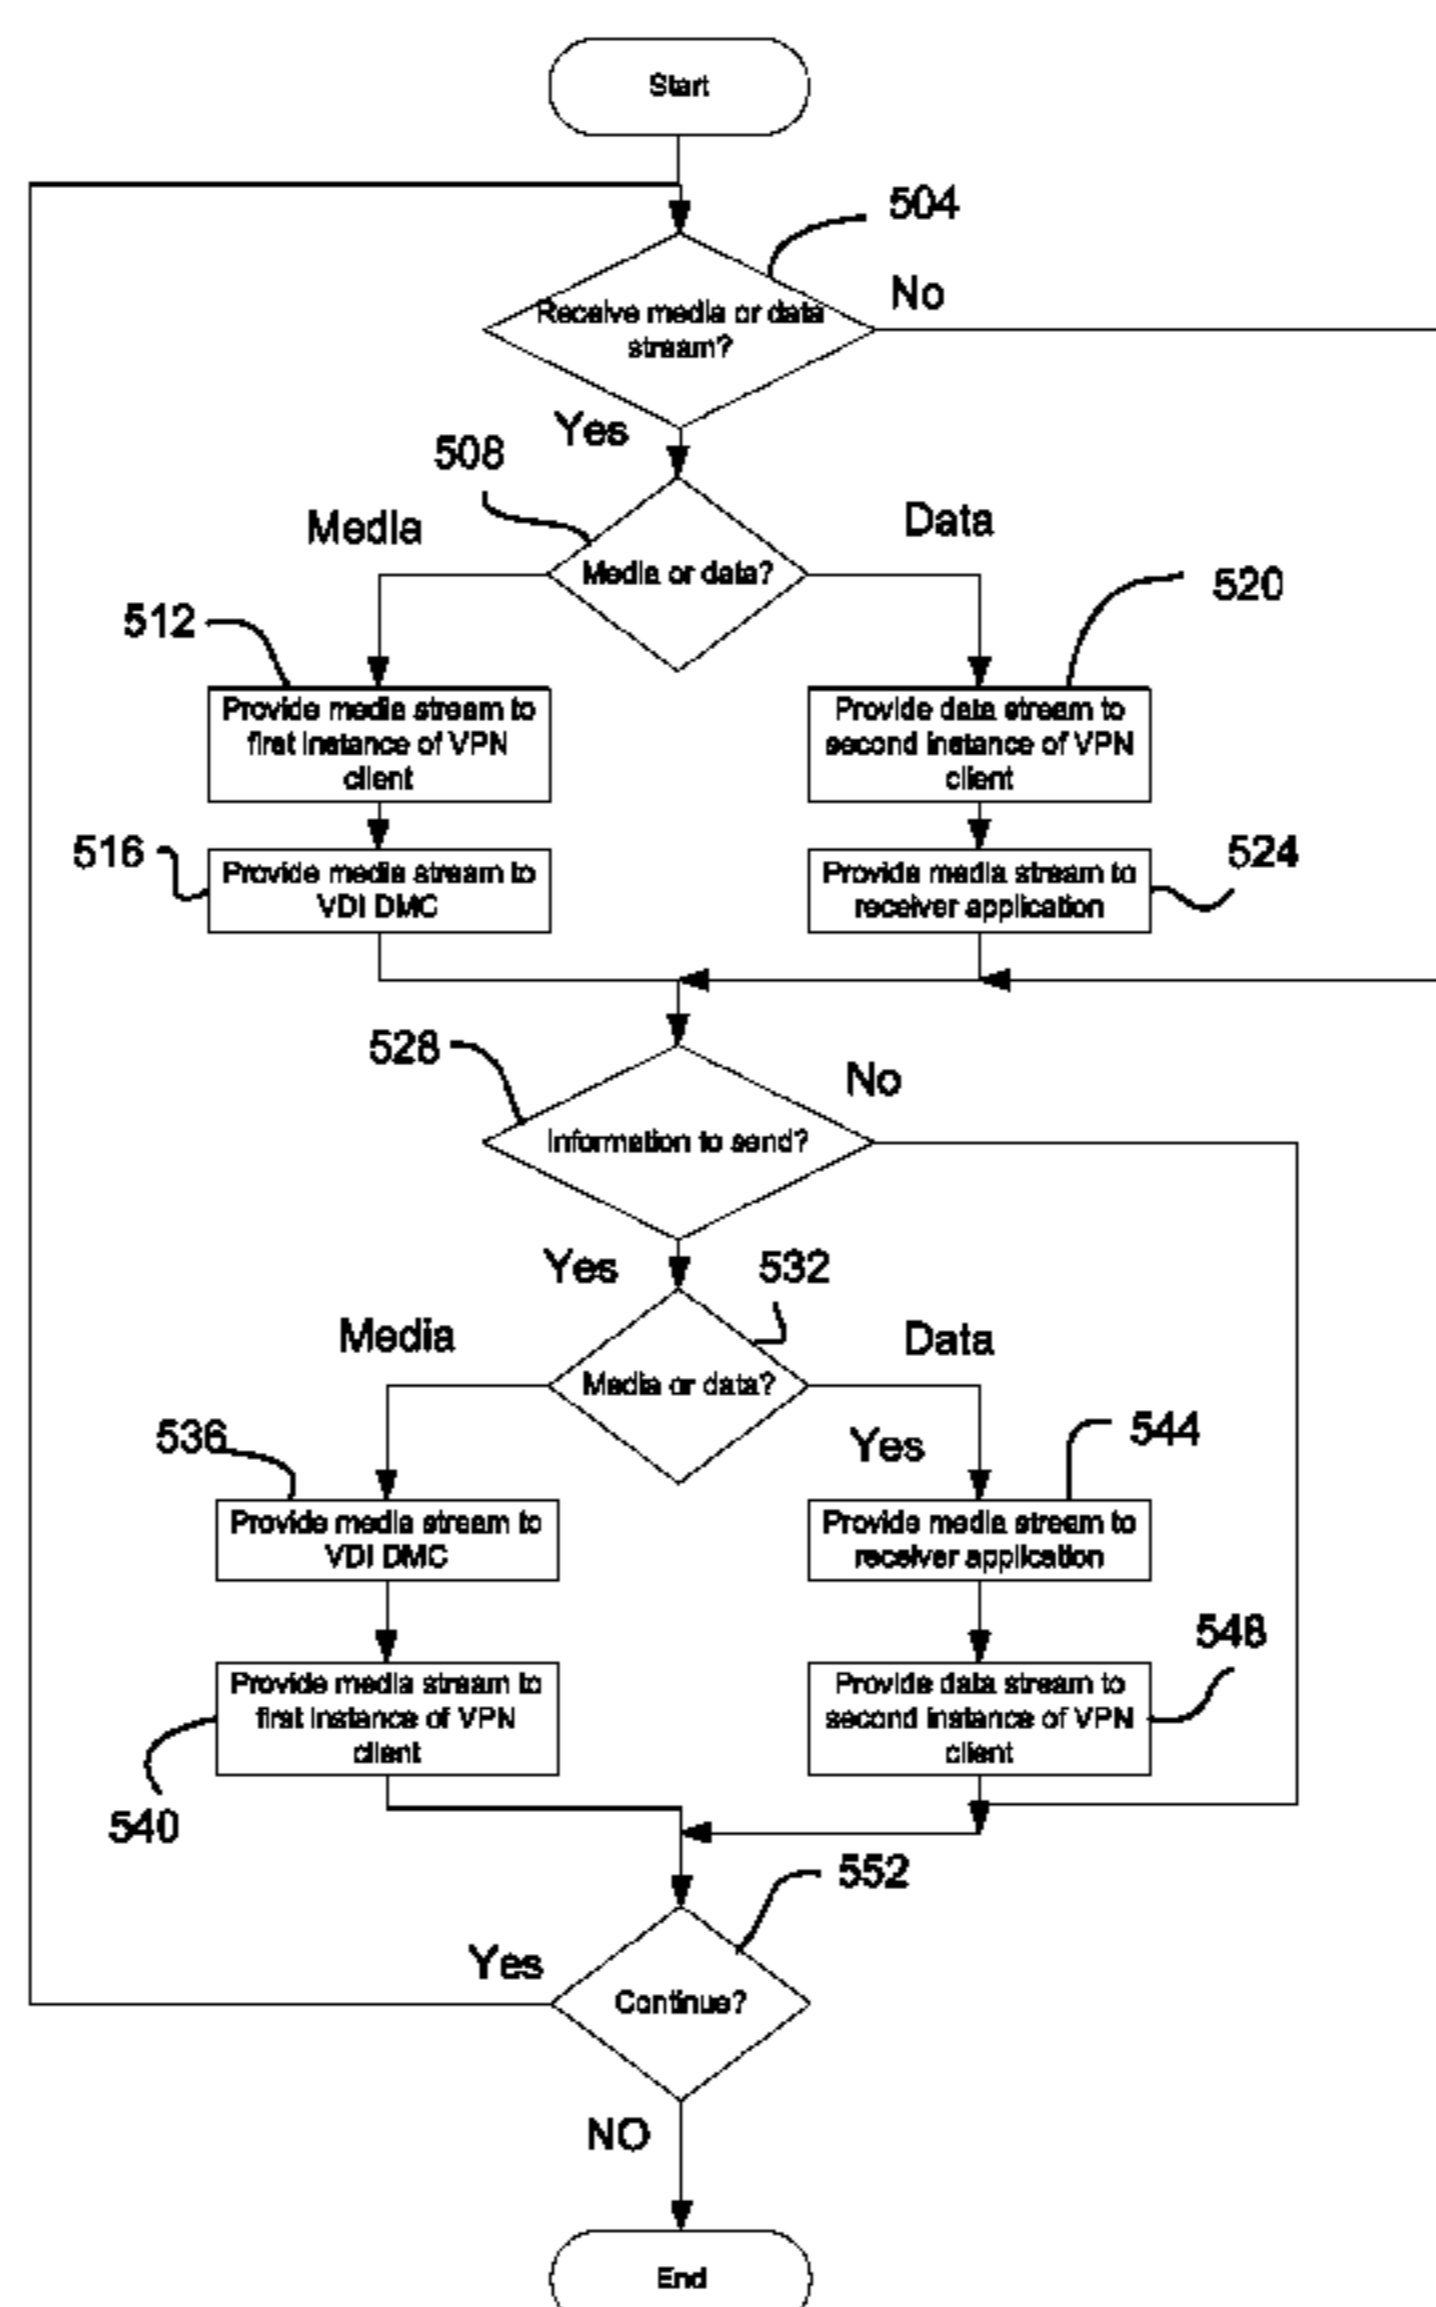 Start
504
Receive media or data
stream?
No
Yes
508
Media
Data
Media or data?
512
520
Provide media stream to
first instance of VPN
client
Provide data stream to
second instance of VPN
client
516
524
Provide media stream to
VDI DMC
Provide media stream to
receiver application
528
No
Information to send?
Yes
532
Media
Data
Media or data?
536
Yes
544
Provide media stream to
VDI DMC
Provide media stream to
receiver application
548
Provide media stream to
first instance of VPN
client
Provide data stream to
second instance of VPN
client
540
552
Yes
Continue?
NO
End